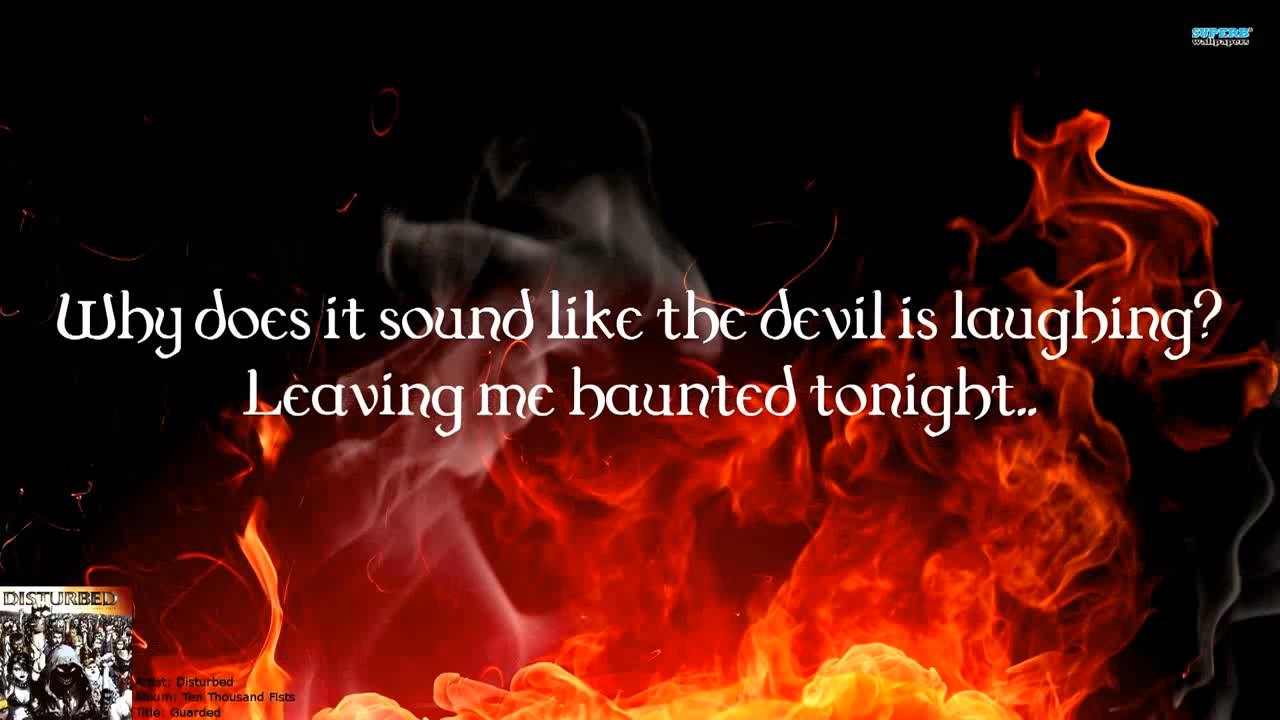 SUPERB
wallpapers
Why does it sound like the devil is laughing?
Leaving me haunted tonight..
DISTURBED
Artist: Disturbed
Album: Ten Thousand Fists
Title: Guarded